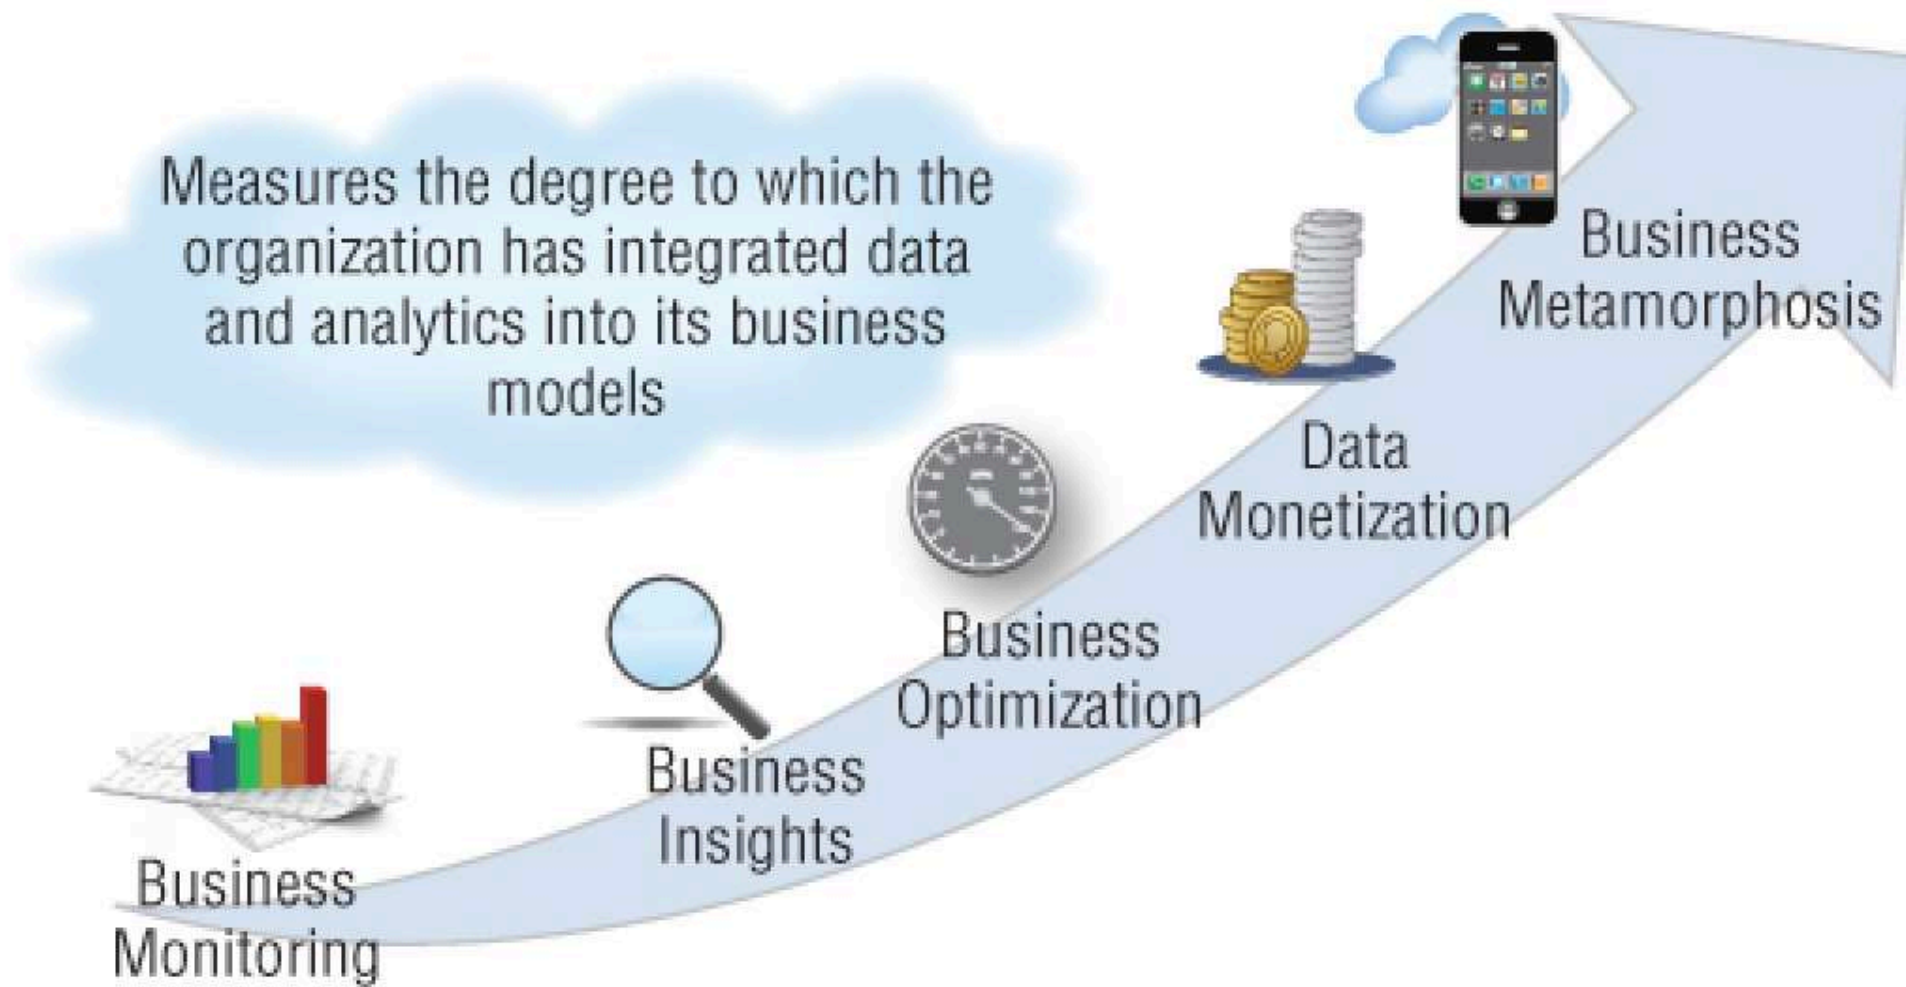 Measures the degree to which the
organization has integrated data
and analytics into its business
models
Business
Metamorphosis
Data
Monetization
Business
Optimization
Business
Insights
Business
Monitoring